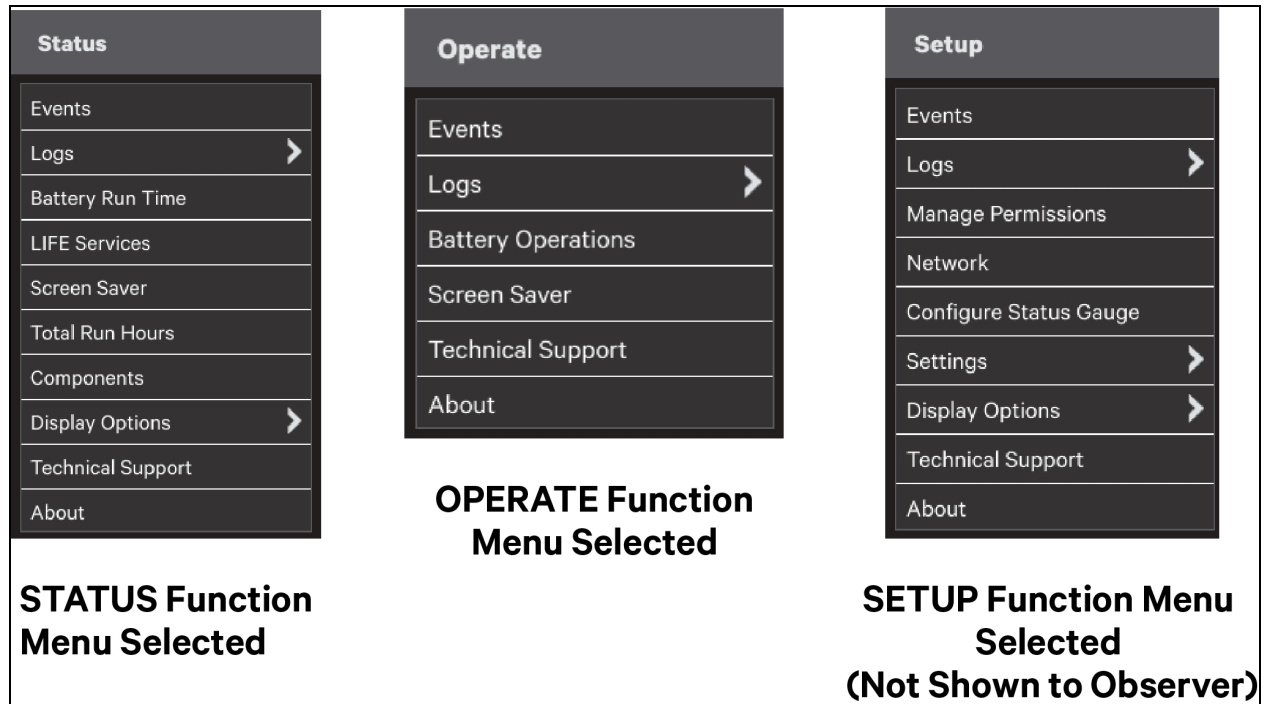 Status
Events
Logs
Battery Run Time
LIFE Services
Screen Saver
Total Run Hours
Components
Display Options
Technical Support
About
STATUS Function
Menu Selected
Operate
Events
Logs
Battery Operations
Screen Saver
Technical Support
About
OPERATE Function
Menu Selected
Setup
Events
Logs
Manage Permissions
Network
Configure Status Gauge
Settings
Display Options
Technical Support
About
SETUP Function Menu
Selected
(Not Shown to Observer)